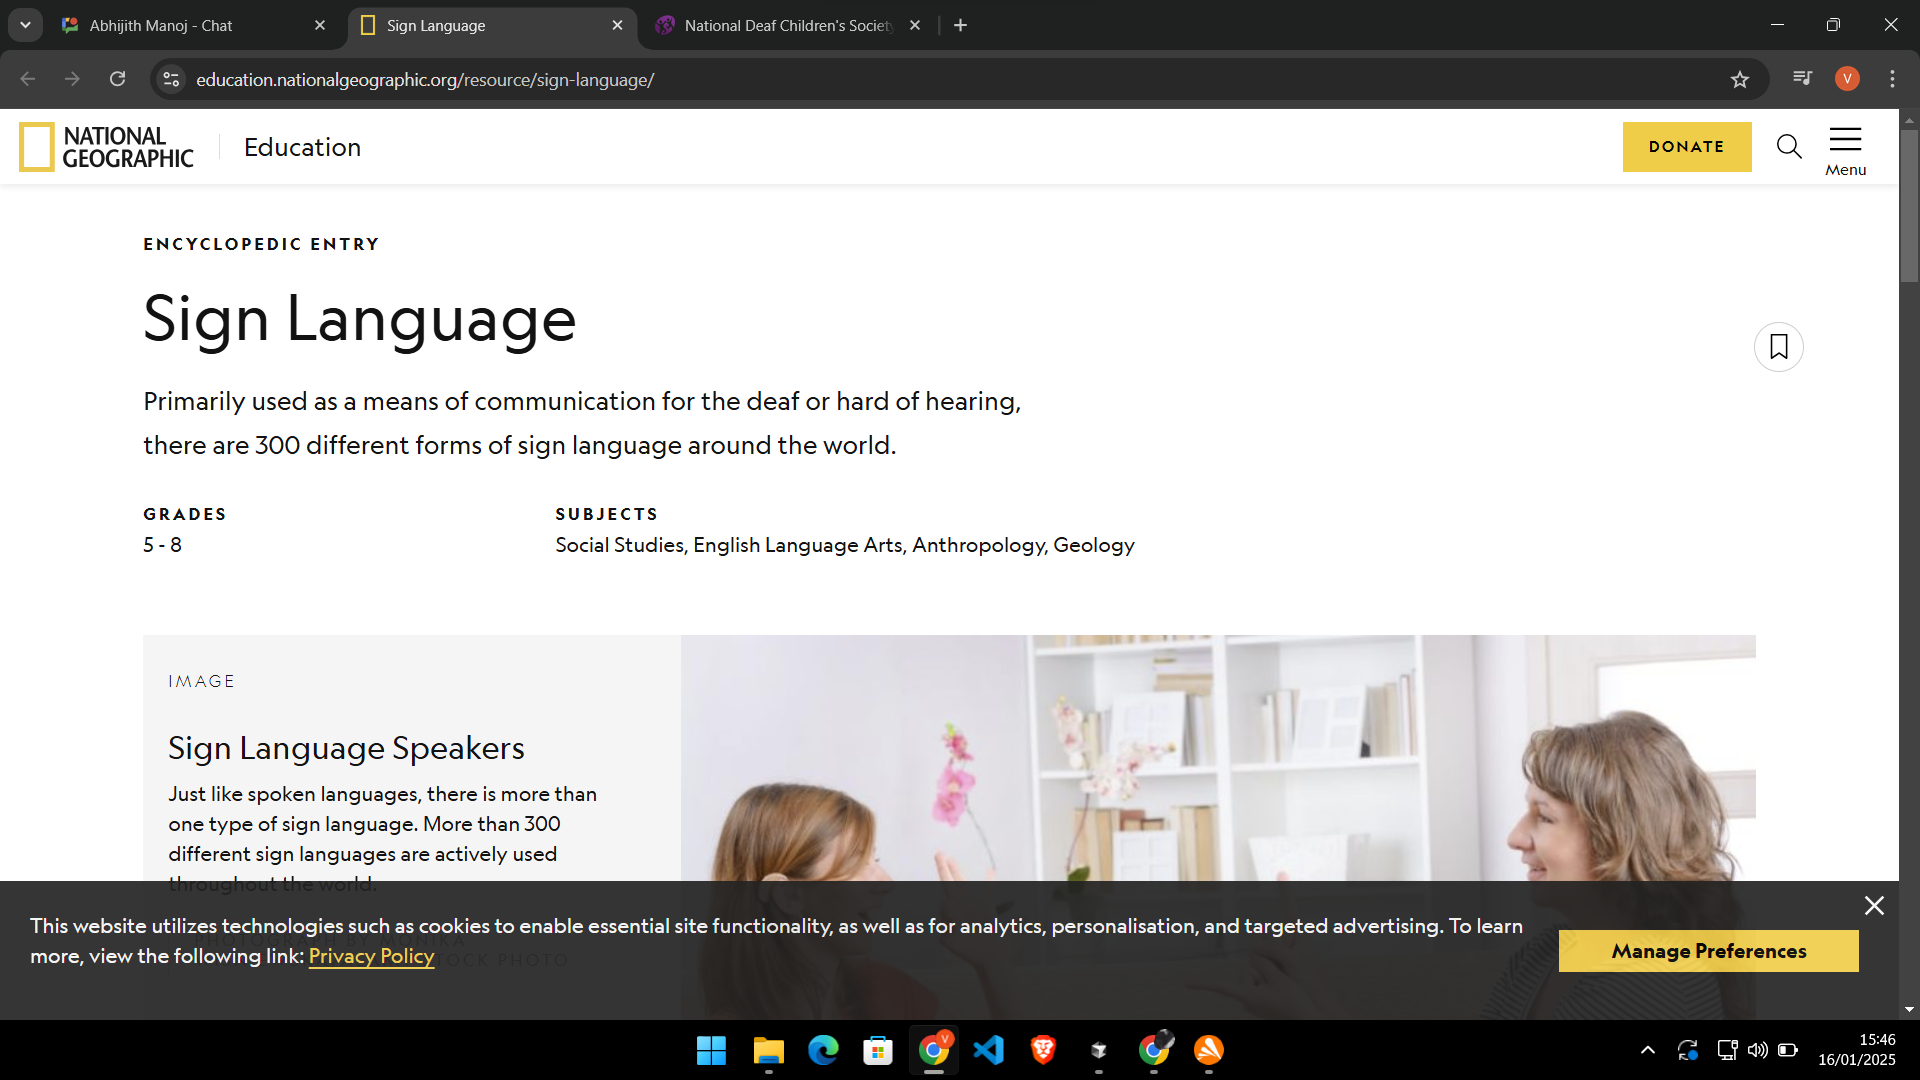 Abhijith Manoj - Chat
Sign Language
National Deaf Children's Society
education.nationalgeographic.org/resource/sign-language/
V
NATIONAL
GEOGRAPHIC
Education
DONATE
Menu
ENCYCLOPEDIC ENTRY
Sign Language
Primarily used as a means of communication for the deaf or hard of hearing,
there are 300 different forms of sign language around the world.
GRADES
5 - 8
SUBJECTS
Social Studies, English Language Arts, Anthropology, Geology
IMAGE
Sign Language Speakers
Just like spoken languages, there is more than
one type of sign language. More than 300
different sign languages are actively used
throughout the world.
PHOTOGRAPH BY MONIKA
STOCK PHOTO
This website utilizes technologies such as cookies to enable essential site functionality, as well as for analytics, personalisation, and targeted advertising. To learn
more, view the following link: Privacy Policy
Manage Preferences
V
15:46
16/01/2025